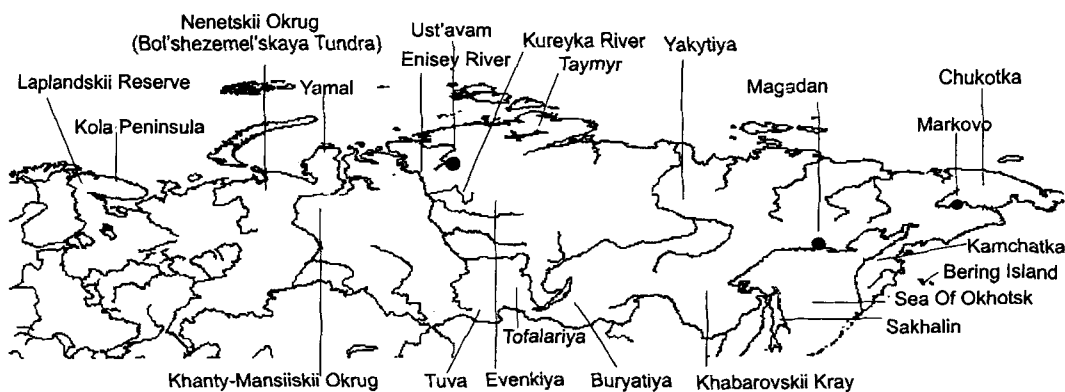 Nenetskii Okrug
(Bol'shezemel'skaya Tundra)
Ust'avam
Kureyka River
Enisey River
Taymyr
Yakytiya
Laplandskii Reserve
Yamal
Magadan
Chukotka
Kola Peninsula
Markovo
Kamchatka
Bering Island
Sea Of Okhotsk
Sakhalin
Tofalariya
Khanty-Mansiiskii Okrug
Tuva
Evenkiya
Buryatiya
Khabarovskii Kray